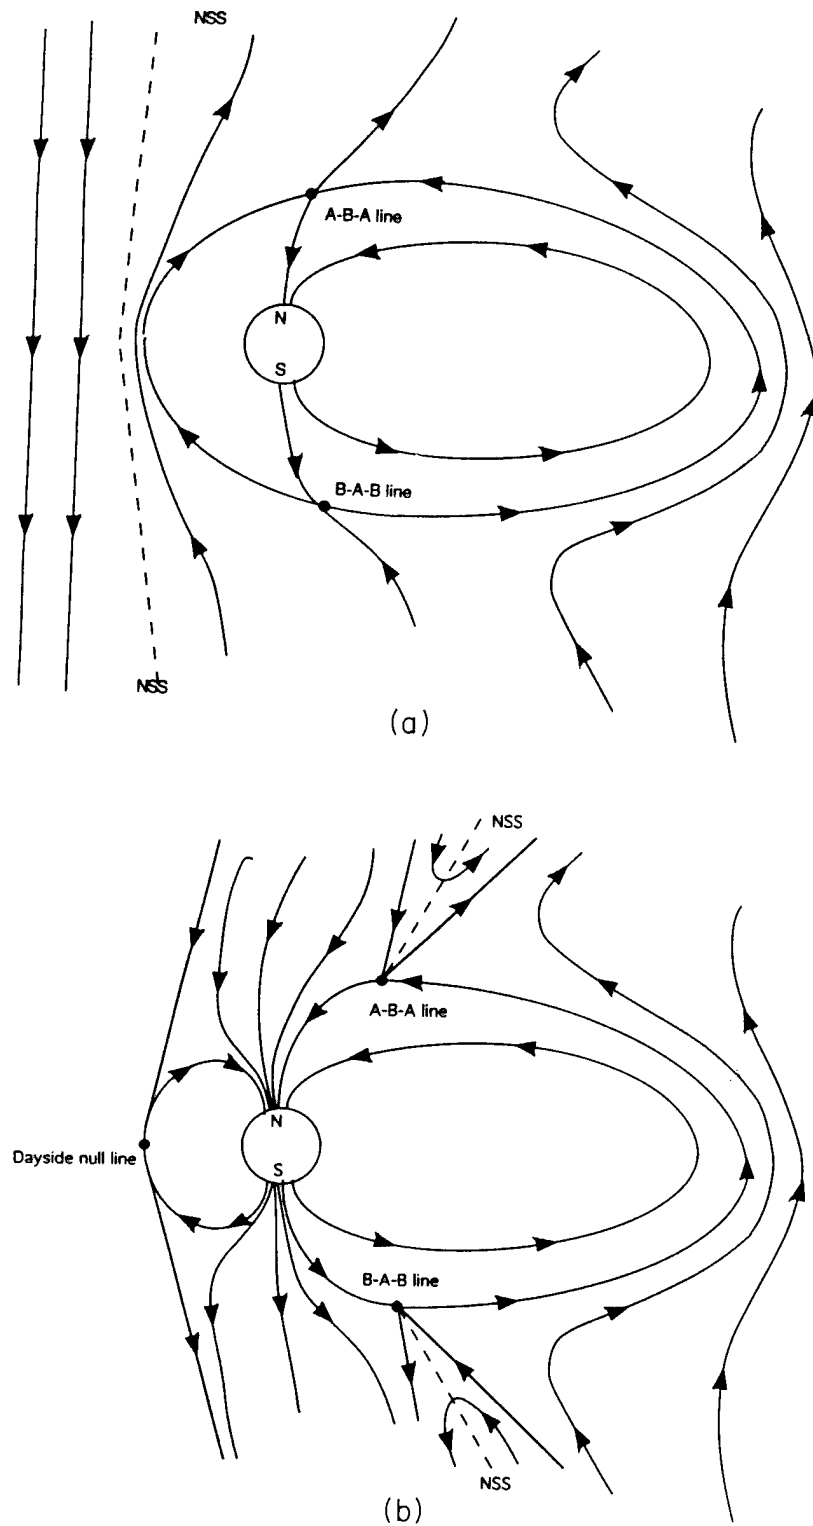 NSS
A-B-A line
N
S
B-A-B line
NSS
(a)
NSS
A-B-A line
N
Dayside null line
S
B-A-B line
NSS
(b)